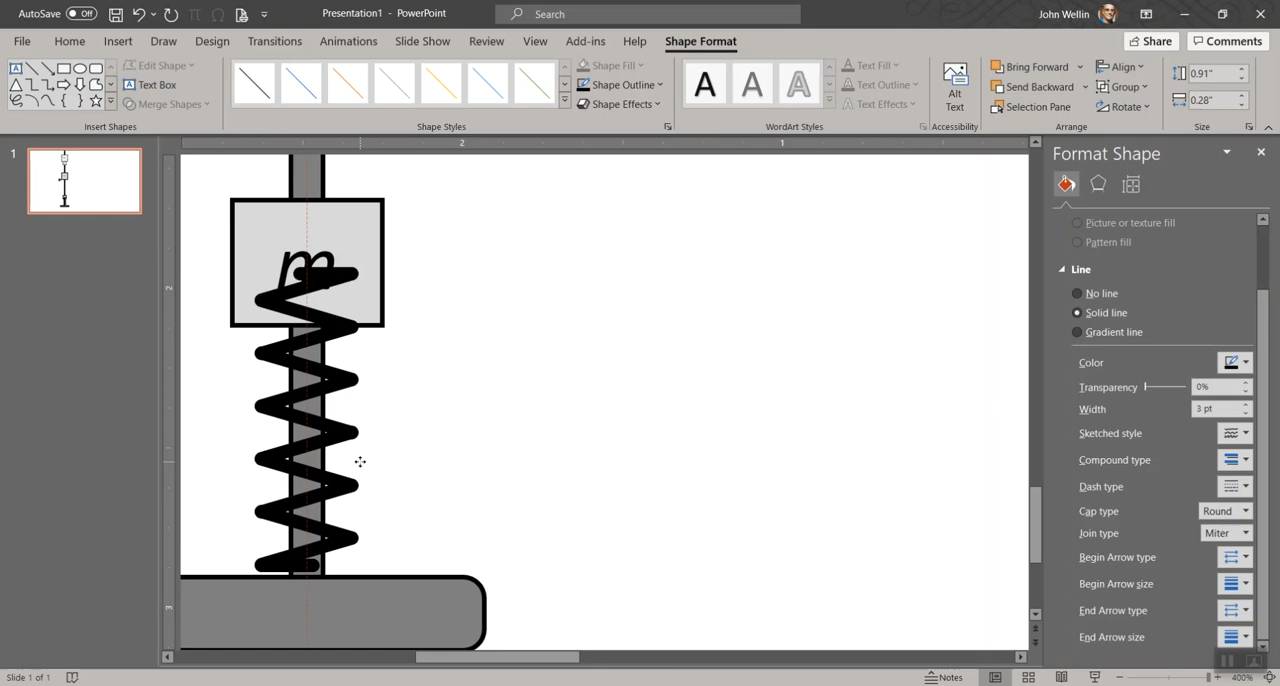 AutoSave Off Presentation1 - PowerPoint Search John Wellin
File Home Insert Draw Design Transitions Animations Slide Show Review View Add-ins Help Shape Format Share Comments
Edit Shape
Text Box
Merge Shapes
Shape Fill
Shape Outline
Shape Effects
A A A
Text Fill
Text Outline
Text Effects
Alt
Text
Bring Forward
Send Backward
Selection Pane
Align
Group
Rotate
0.91"
0.28"
Insert Shapes Shape Styles WordArt Styles Accessibility Arrange Size
1
2 1
2
3
m
Format Shape
Picture or texture fill
Pattern fill
Line
No line
Solid line
Gradient line
Color
Transparency 0%
Width 3 pt
Sketched style
Compound type
Dash type
Cap type Round
Join type Miter
Begin Arrow type
Begin Arrow size
End Arrow type
End Arrow size
Slide 1 of 1 Notes 400%